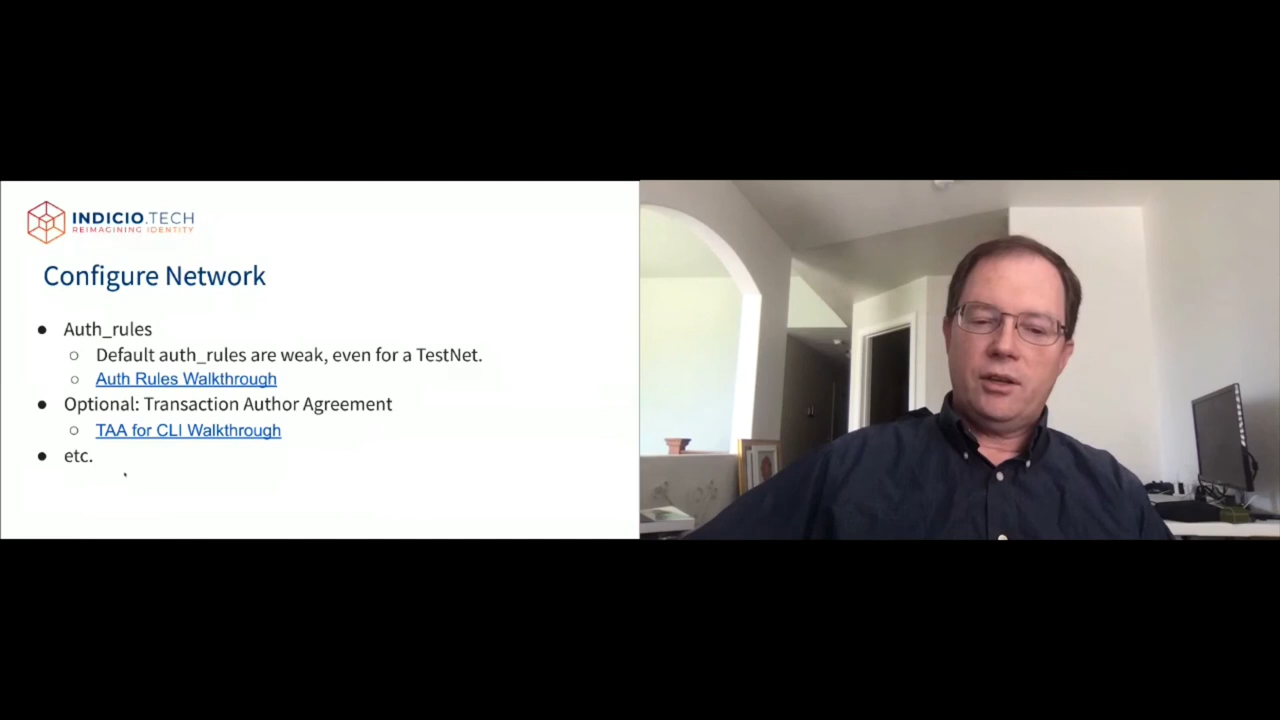 INDICIO.TECH
REIMAGINING IDENTITY
Configure Network
● Auth_rules
○ Default auth_rules are weak, even for a TestNet.
○ Auth Rules Walkthrough
● Optional: Transaction Author Agreement
○ TAA for CLI Walkthrough
● etc.